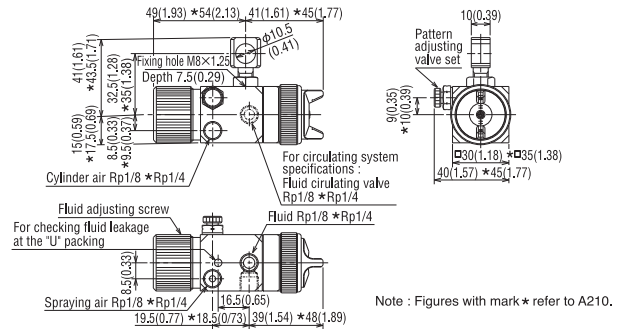 49(1.93) *54(2.13)
41(1.61) *45(1.77)
10(0.39)
φ10.5
(0.41)
Pattern
adjusting
valve set
41(1.61)
*43.5(1.71)
32.5(1.28)
*35(1.38)
Fixing hole M8×1.25
Depth 7.5(0.29)
9(0.35)
*10(0.39)
15(0.59)
*17.5(0.69)
8.5(0.33)
*9.5(0.37)
□30(1.18) *□35(1.38)
40(1.57) *45(1.77)
Cylinder air Rp1/8 *Rp1/4
For circulating system
specifications :
Fluid circulating valve
Rp1/8 *Rp1/4
Fluid adjusting screw
Fluid Rp1/8 *Rp1/4
For checking fluid leakage
at the "U" packing
8.5(0.33)
Spraying air Rp1/8 *Rp1/4
16.5(0.65)
19.5(0.77) *18.5(0/73)
39(1.54) *48(1.89)
Note : Figures with mark * refer to A210.